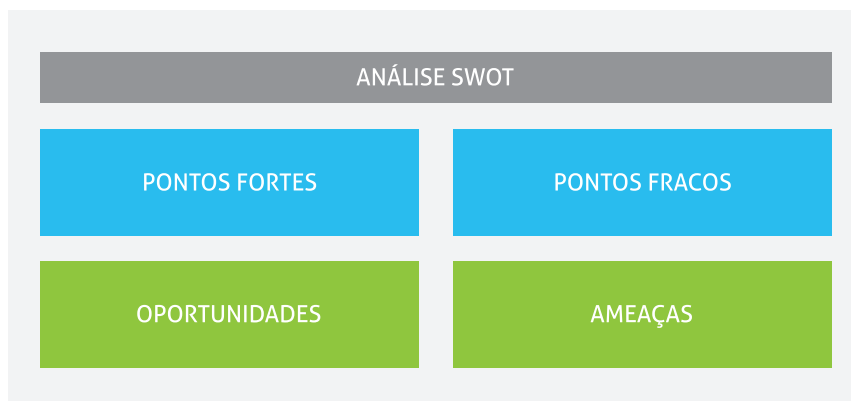 ANÁLISE SWOT
PONTOS FORTES
PONTOS FRACOS
OPORTUNIDADES
AMEAÇAS